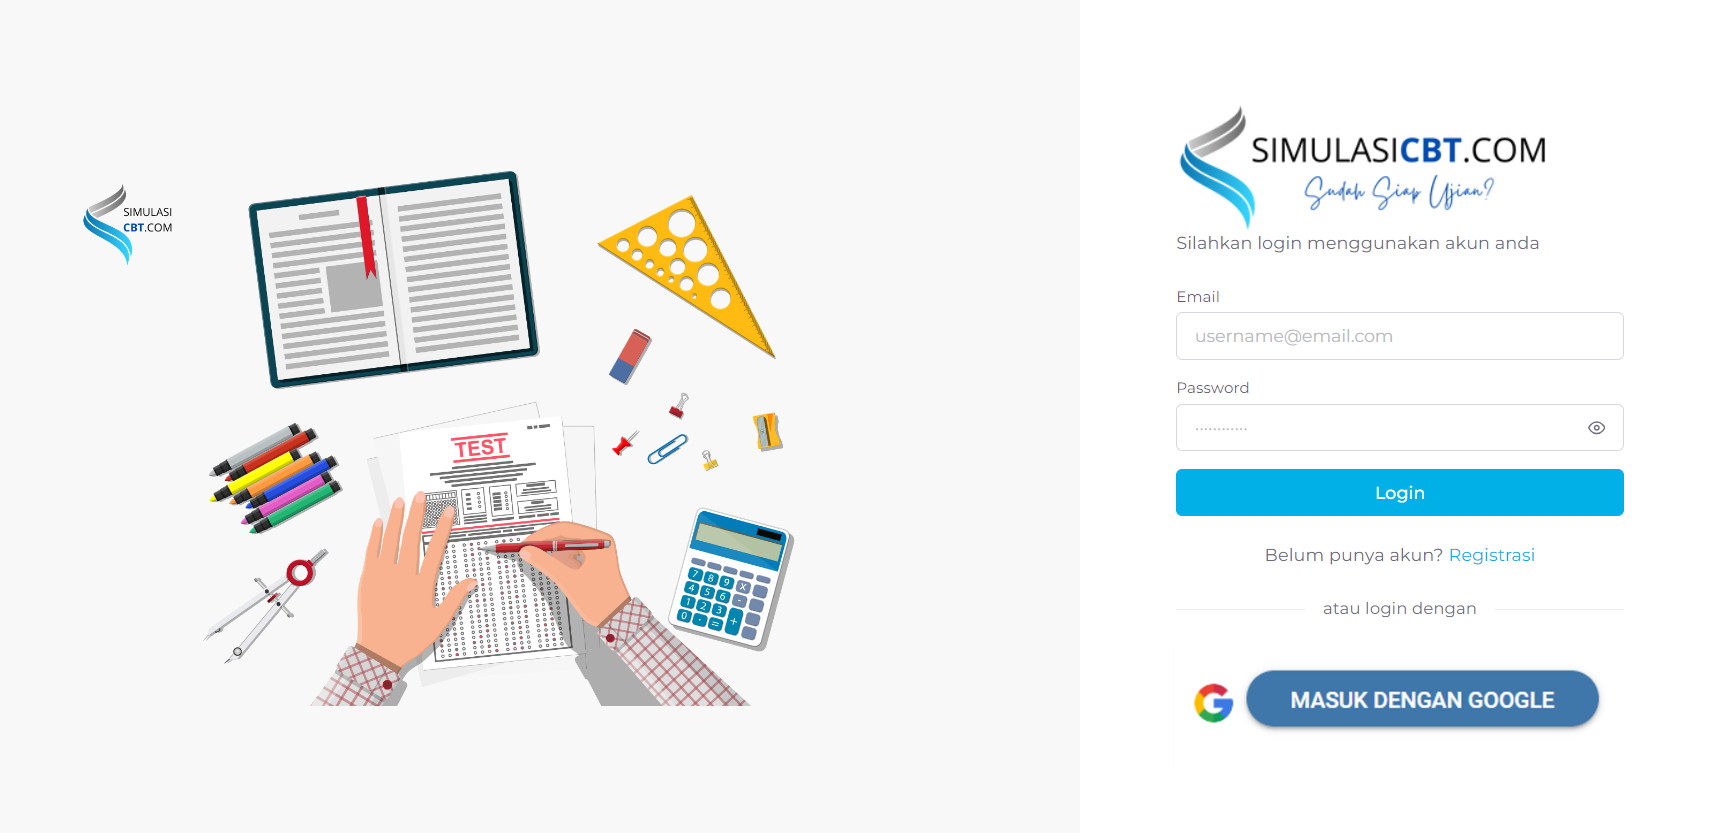 SIMULASI
CBT.COM
TEST
7 8 9 X
4 5 6 -
1 2 3
0 . = +
SIMULASICBT.COM
Sudah Siap Ujian?
Silahkan login menggunakan akun anda
Email
username@email.com
Password
Login
Belum punya akun? Registrasi
atau login dengan
MASUK DENGAN GOOGLE